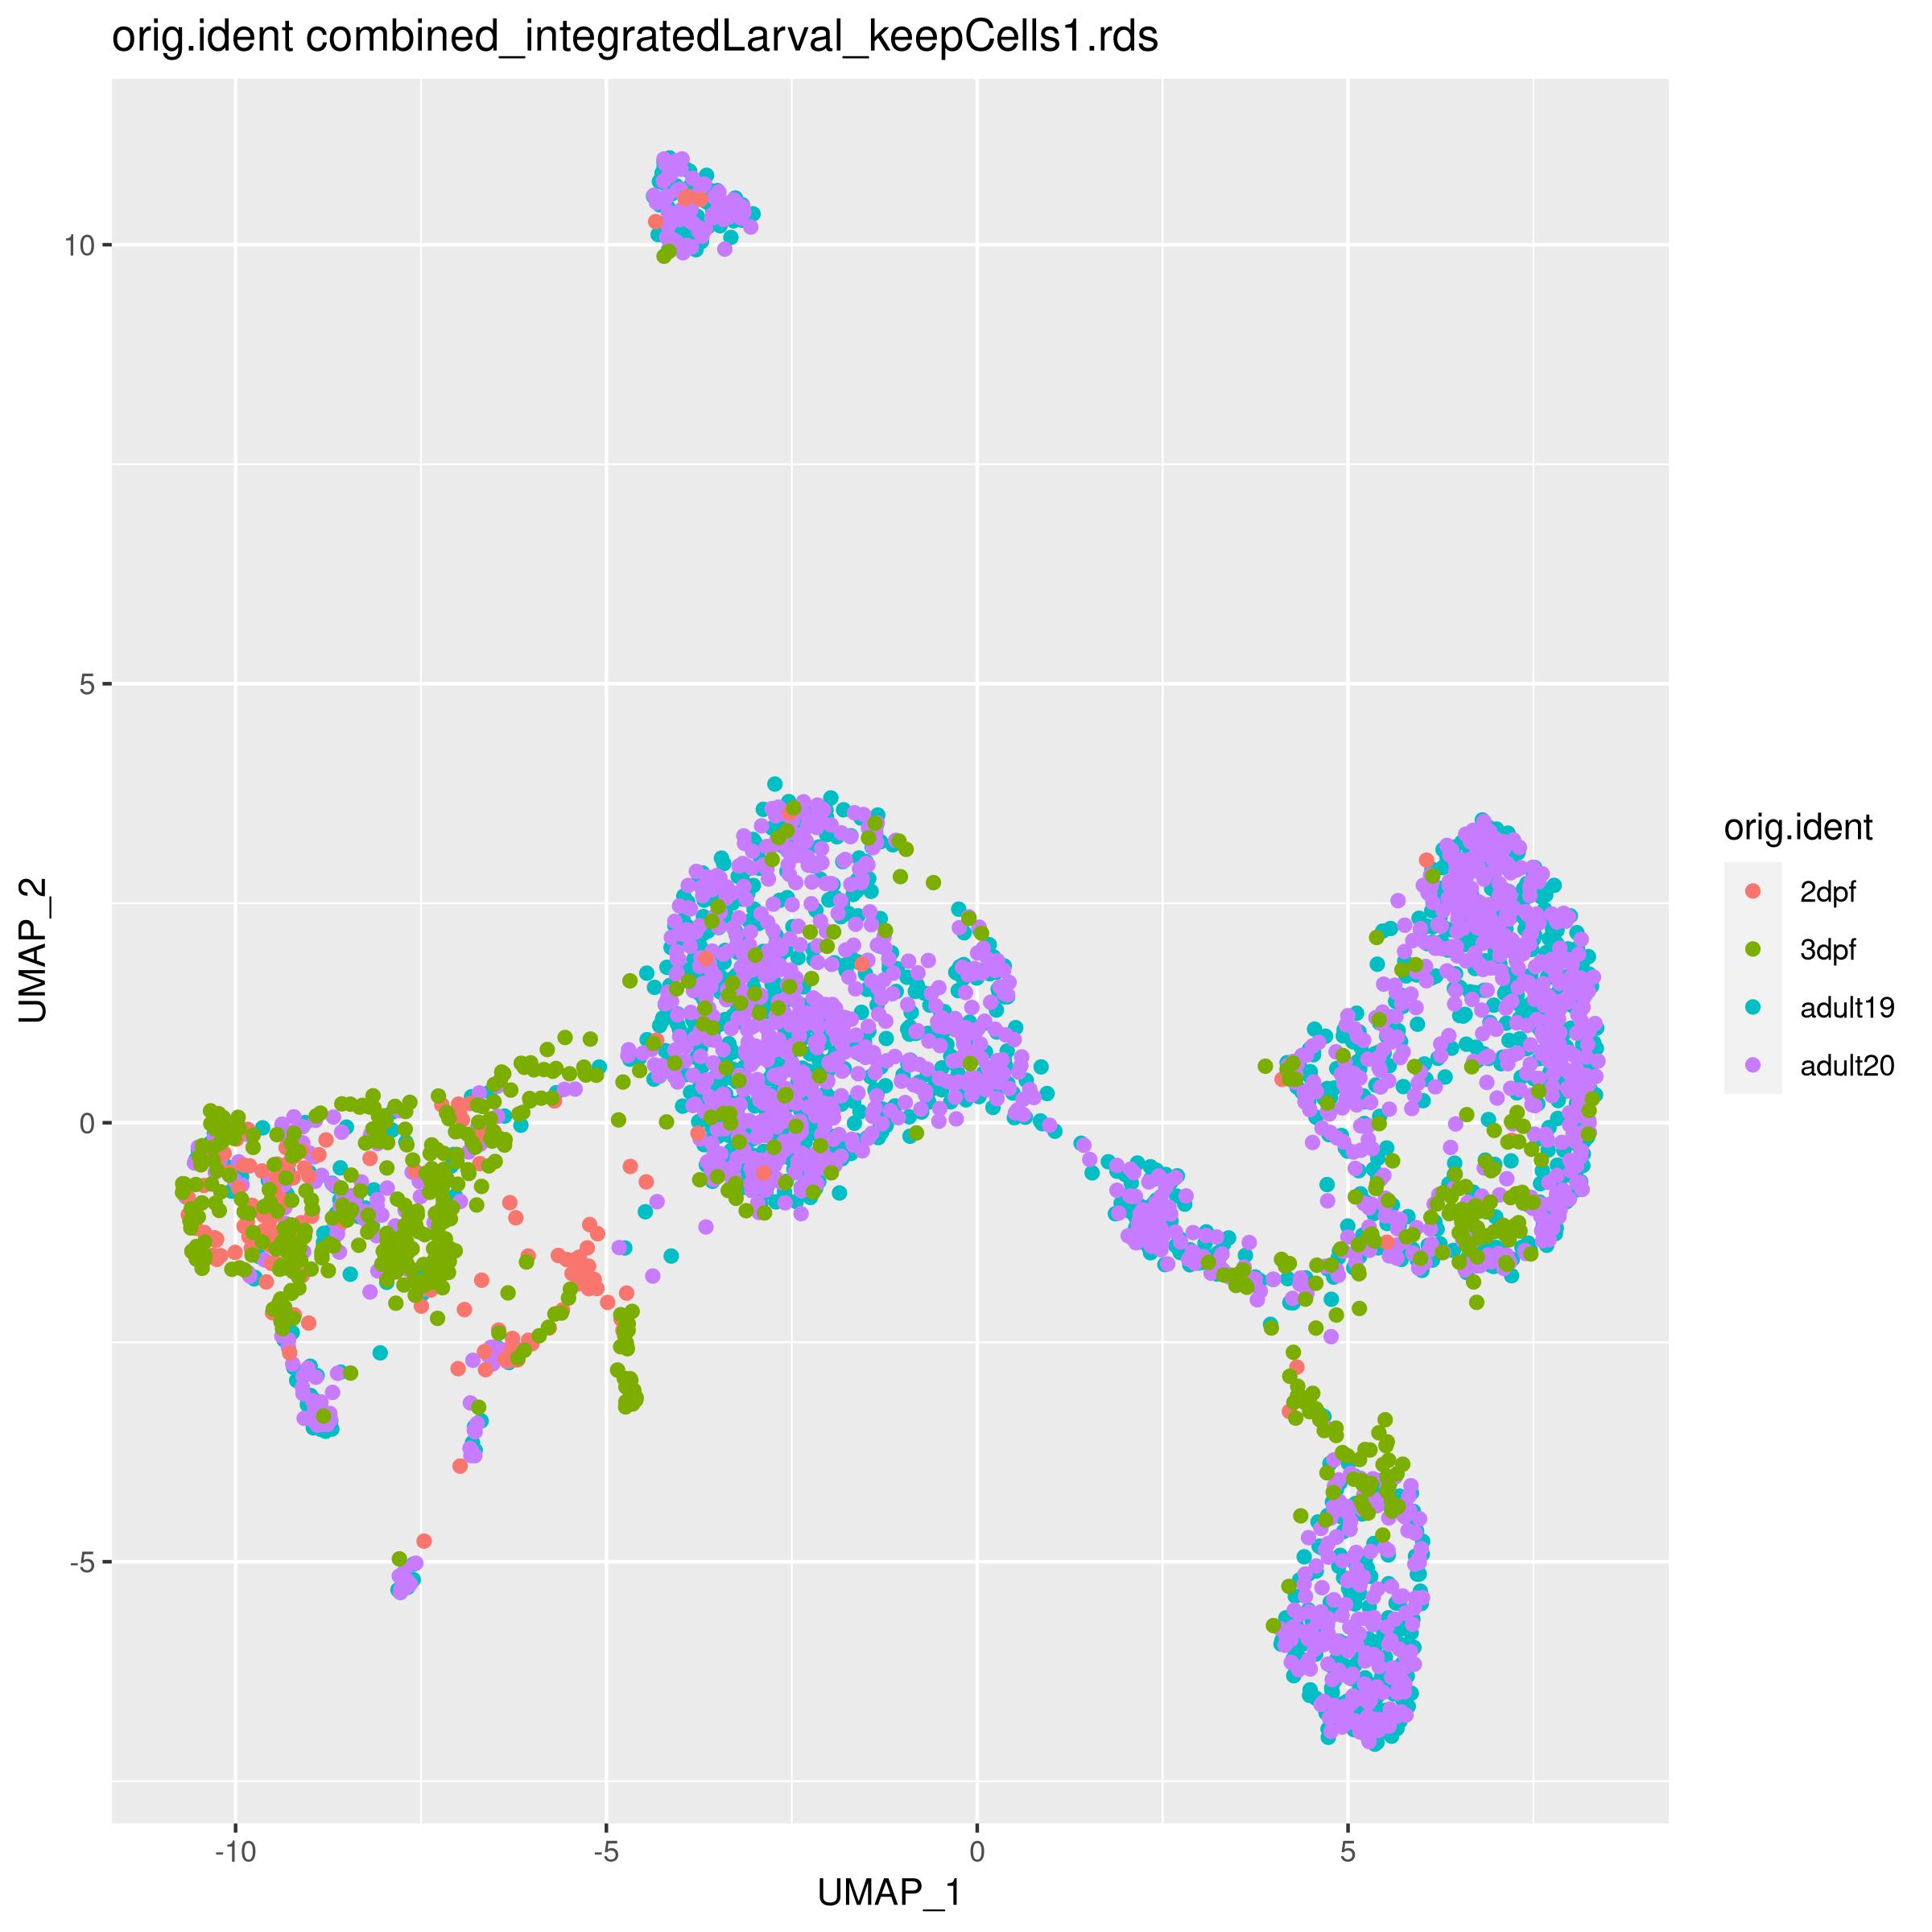 orig.ident combined_integratedLarval_keepCells1.rds
10
5
0
-5
UMAP_2
-10
-5
0
5
UMAP_1
orig.ident
2dpf
3dpf
adult19
adult20